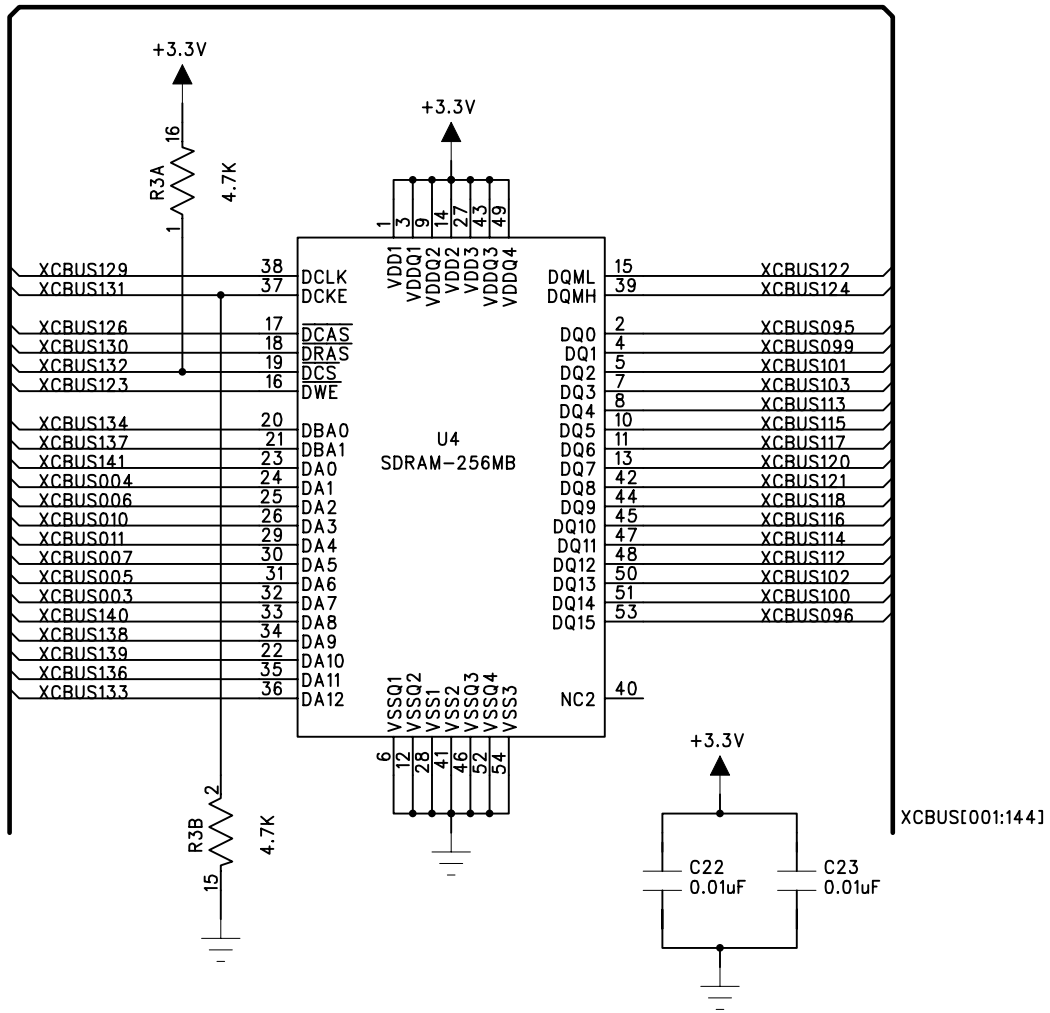 +3.3V
16
R3A
4.7K
1
+3.3V
1
3
9
14
27
43
49
VDD1
VDDQ1
VDDQ2
VDD2
VDD3
VDDQ3
VDDQ4
XCBUS129 38 DCLK
XCBUS131 37 DCKE
XCBUS126 17 DCAS
XCBUS130 18 DRAS
XCBUS132 19 DCS
XCBUS123 16 DWE
XCBUS134 20 DBA0
XCBUS137 21 DBA1
XCBUS141 23 DA0
XCBUS004 24 DA1
XCBUS006 25 DA2
XCBUS010 26 DA3
XCBUS011 29 DA4
XCBUS007 30 DA5
XCBUS005 31 DA6
XCBUS003 32 DA7
XCBUS140 33 DA8
XCBUS138 34 DA9
XCBUS139 22 DA10
XCBUS136 35 DA11
XCBUS133 36 DA12
U4
SDRAM-256MB
DQML 15 XCBUS122
DQMH 39 XCBUS124
DQ0 2 XCBUS095
DQ1 4 XCBUS099
DQ2 5 XCBUS101
DQ3 7 XCBUS103
DQ4 8 XCBUS113
DQ5 10 XCBUS115
DQ6 11 XCBUS117
DQ7 13 XCBUS120
DQ8 42 XCBUS121
DQ9 44 XCBUS118
DQ10 45 XCBUS116
DQ11 47 XCBUS114
DQ12 48 XCBUS112
DQ13 50 XCBUS102
DQ14 51 XCBUS100
DQ15 53 XCBUS096
NC2 40
VSSQ1
VSSQ2
VSS1
VSS2
VSSQ3
VSSQ4
VSS3
6
12
28
41
46
52
54
2
R3B
4.7K
15
+3.3V
C22
0.01uF
C23
0.01uF
XCBUS[001:144]